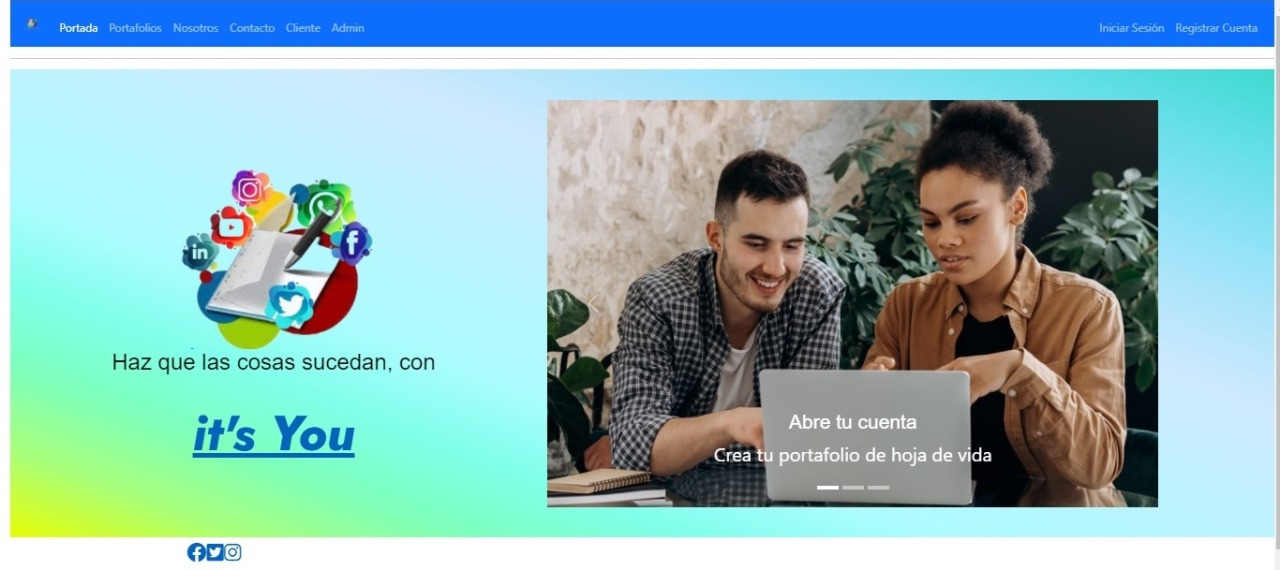 Portada Portafolios Nosotros Contacto Cliente Admin Iniciar Sesión Registrar Cuenta
in
Haz que las cosas sucedan, con
it's You
Abre tu cuenta
Crea tu portafolio de hoja de vida